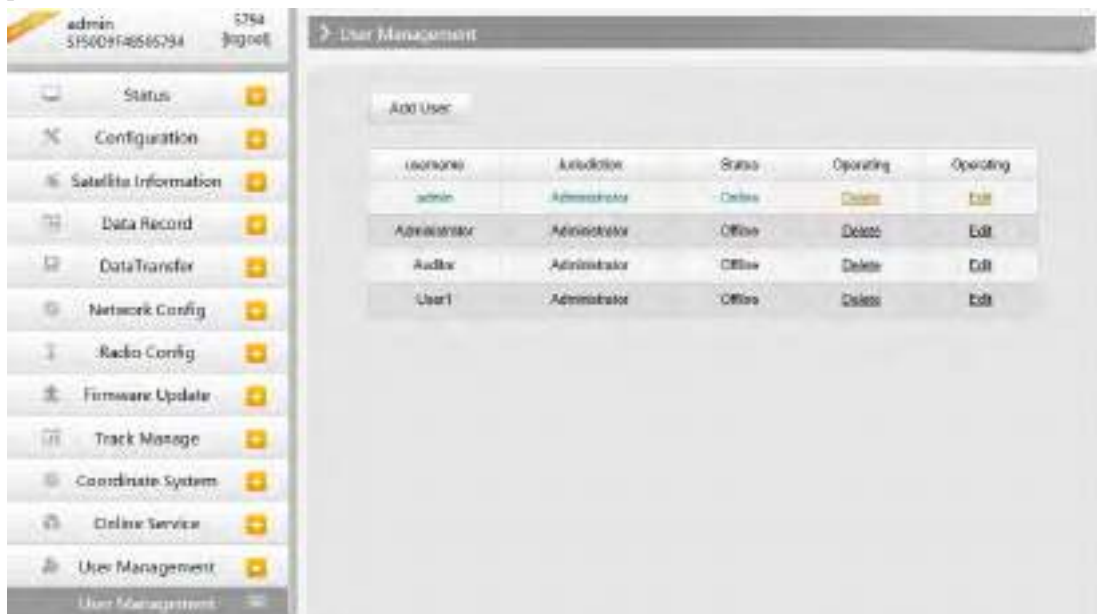 admin
5794
[logout]
> User Management
Status
Configuration
Satellite Information
Data Record
DataTransfer
Network Config
Radio Config
Firmware Update
Track Manage
Coordinate System
Online Service
User Management
User Management
Add User
username Jurisdiction Status Operating Operating
admin Administrator Online Delete Edit
Administrator Administrator Offline Delete Edit
Auditor Administrator Offline Delete Edit
User1 Administrator Offline Delete Edit